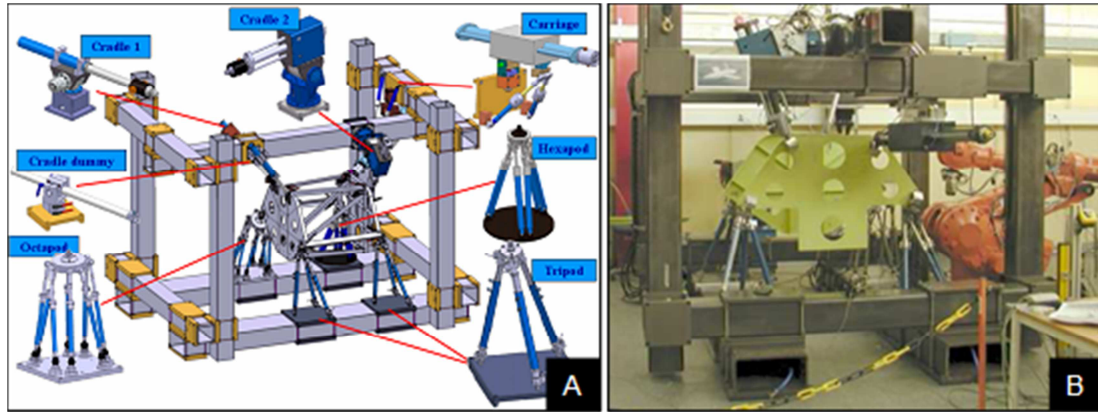 Cradle 1
Cradle 2
Carriage
Cradle dummy
Hexapod
Octapod
Tripod
A
B